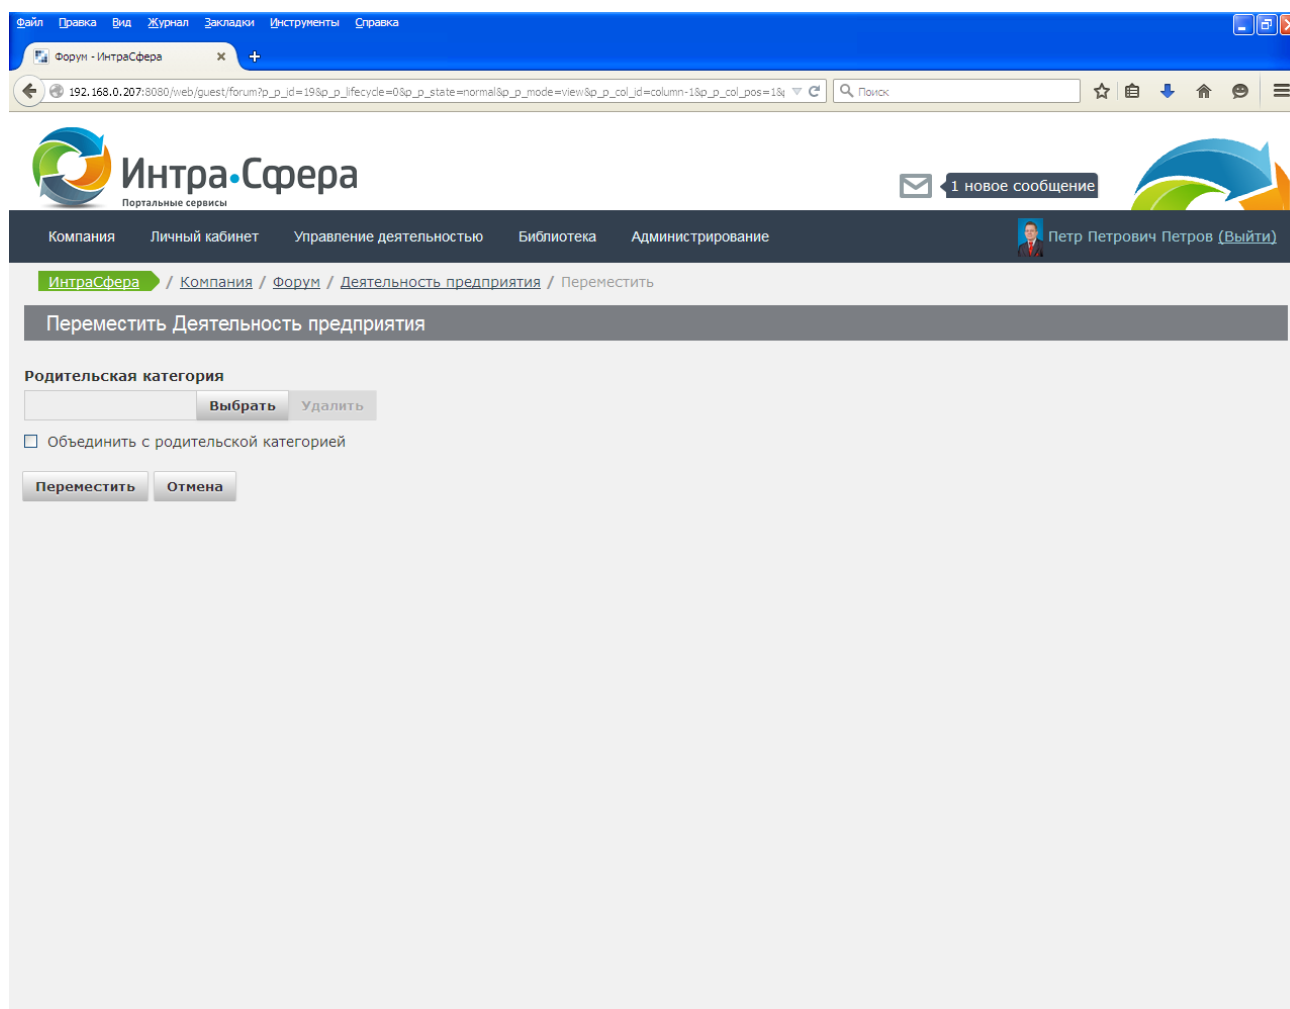 Файл Правка Вид Журнал Закладки Инструменты Справка
Форум - ИнтраСфера
192.168.0.207:8080/web/guest/forum?p_p_id=19&p_p_lifecycle=0&p_p_state=normal&p_p_mode=view&p_p_col_id=column-1&p_p_col_pos=1& Поиск
Интра•Сфера
Портальные сервисы
1 новое сообщение
Компания Личный кабинет Управление деятельностью Библиотека Администрирование Петр Петрович Петров (Выйти)
ИнтраСфера / Компания / Форум / Деятельность предприятия / Переместить
Переместить Деятельность предприятия
Родительская категория
Выбрать Удалить
Объединить с родительской категорией
Переместить Отмена